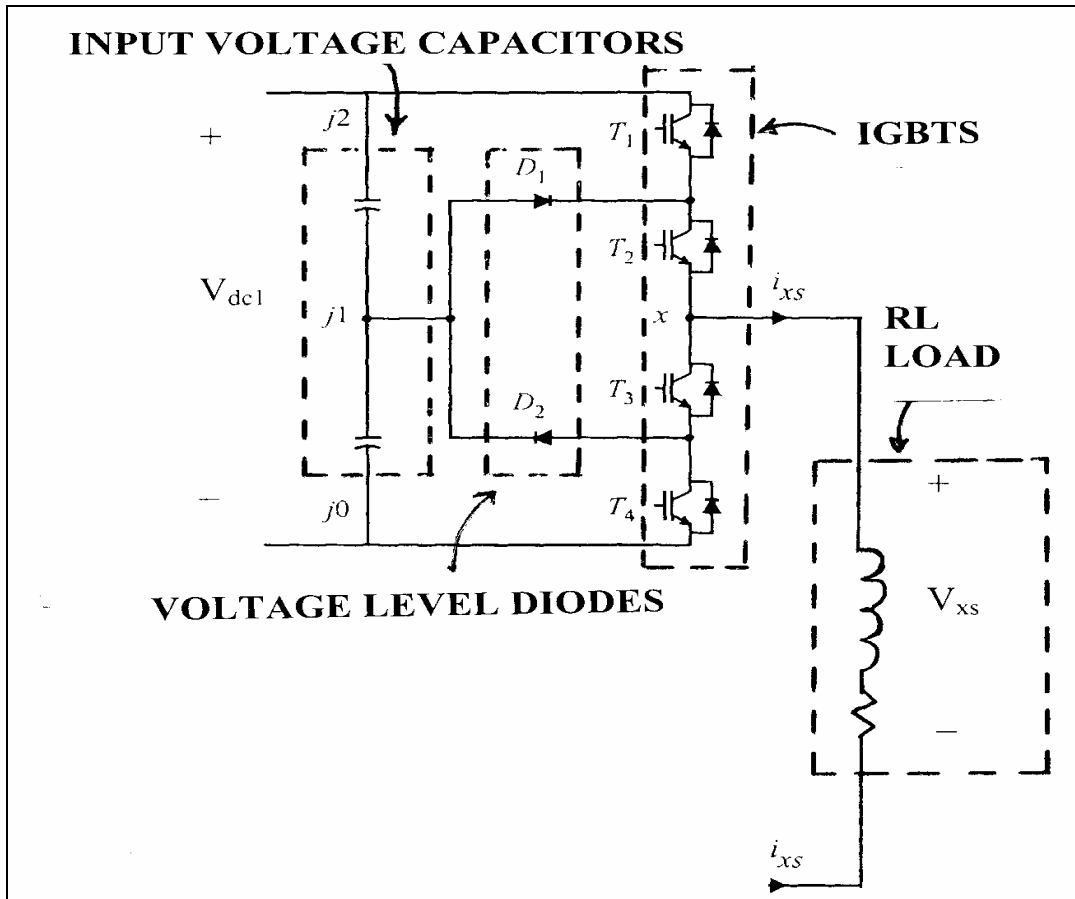 INPUT VOLTAGE CAPACITORS
j2
+
T1
IGBTS
D1
T2
Vdc1
j1
x
ixs
RL
LOAD
T3
D2
−
j0
T4
+
VOLTAGE LEVEL DIODES
Vxs
−
ixs